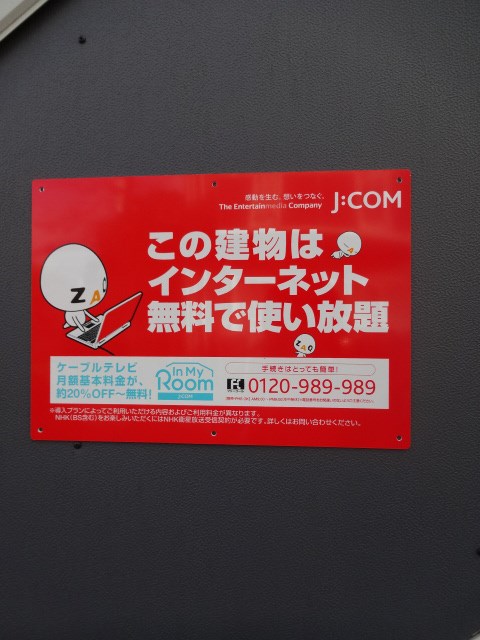 感動を生む。想いをつなぐ。
The Entertainmedia Company
J:COM
この建物は
インターネット
無料で使い放題
ZAQ
ZAQ
ケーブルテレビ
月額基本料金が、
約20%OFF〜無料!
In My
Room
J:COM
手続きはとっても簡単!
0120-989-989
※導入プランによってご利用いただける内容およびご利用料金が異なります。
NHK(BS含む)をお楽しみいただくにはNHK衛星放送受信契約が必要です。詳しくはお問い合わせください。